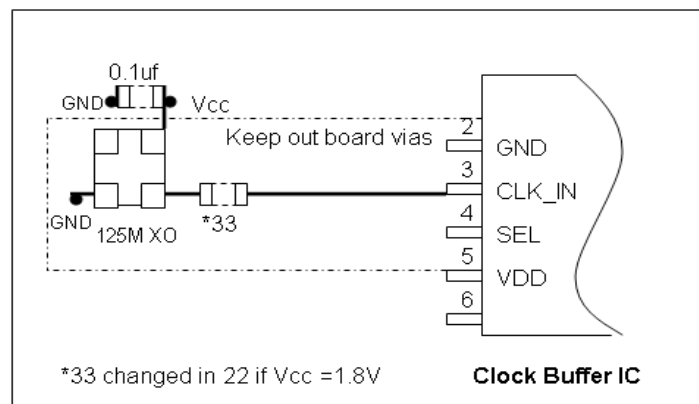 0.1uf
GND
Vcc
Keep out board vias
2
GND
3
CLK_IN
*33
GND
125M XO
4
SEL
5
VDD
6
*33 changed in 22 if Vcc =1.8V
Clock Buffer IC